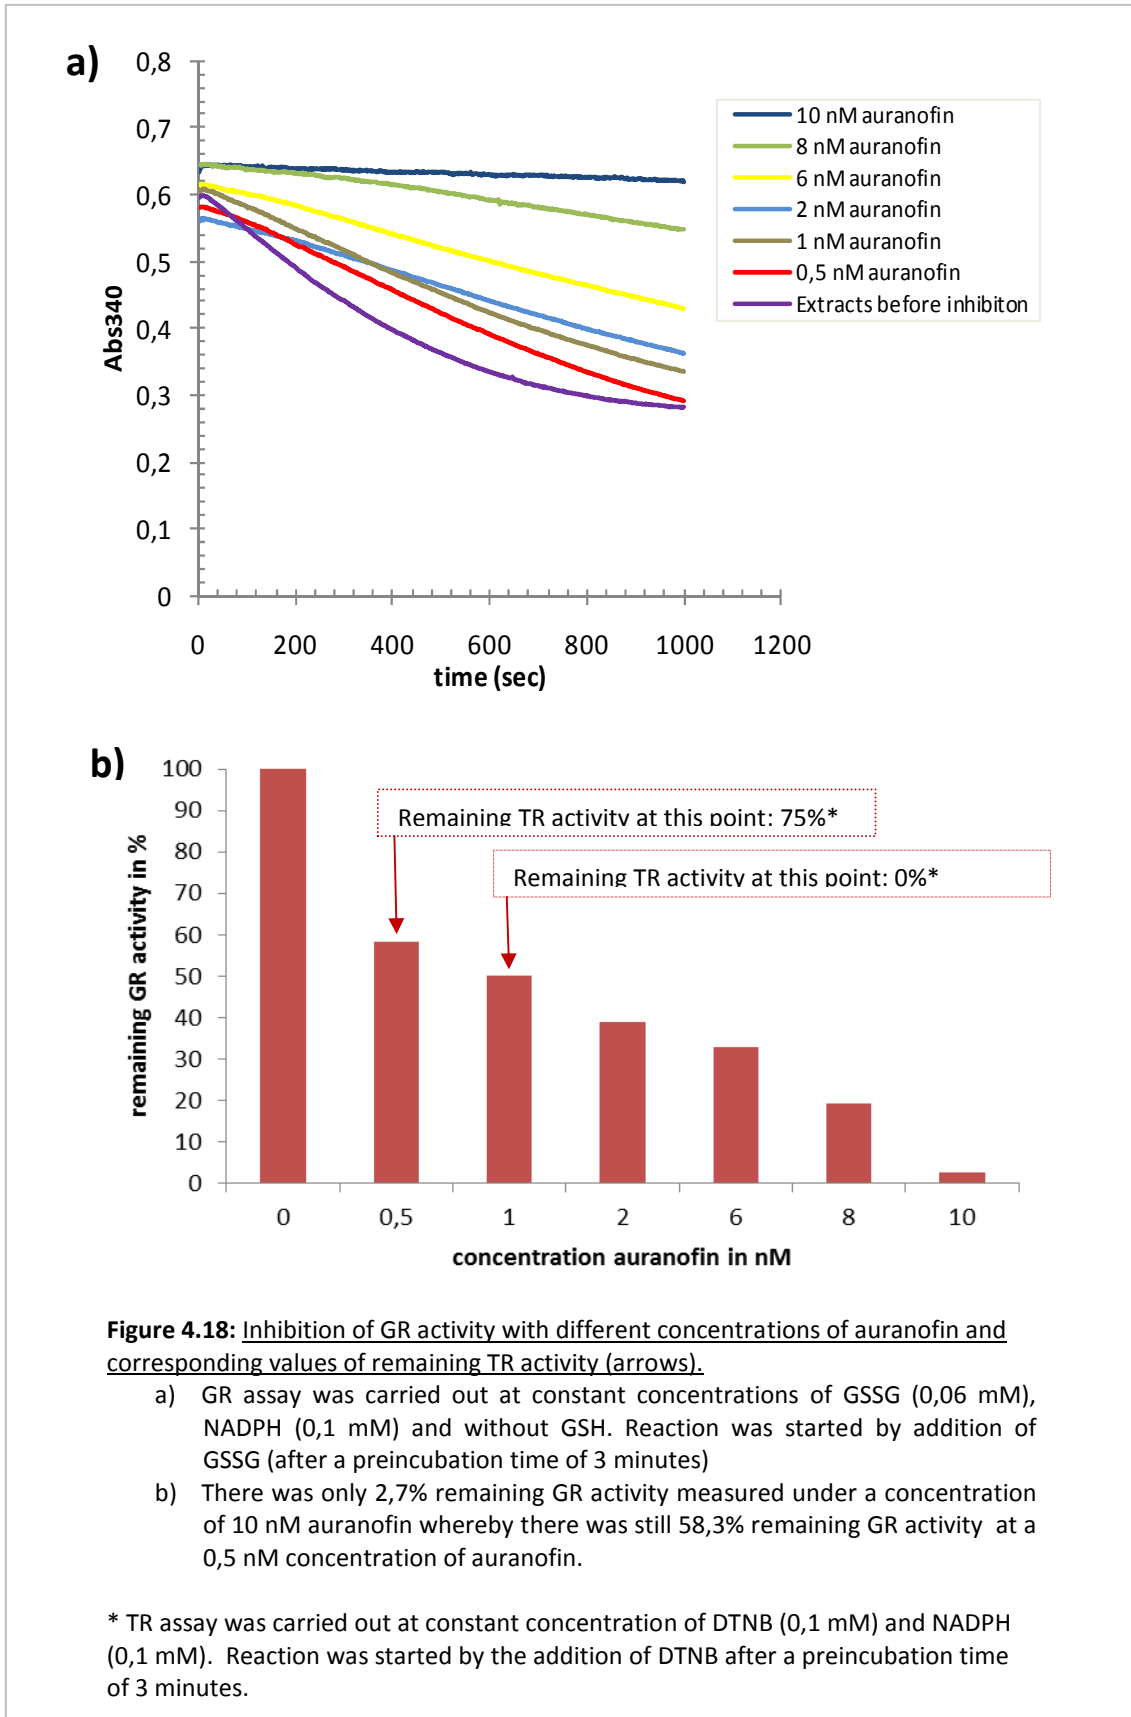 a)
0,8
0,7
0,6
0,5
0,4
0,3
0,2
0,1
0
Abs340
0 200 400 600 800 1000 1200
time (sec)
10 nM auranofin
8 nM auranofin
6 nM auranofin
2 nM auranofin
1 nM auranofin
0,5 nM auranofin
Extracts before inhibiton
b)
100
90
80
70
60
50
40
30
20
10
0
remaining GR activity in %
Remaining TR activity at this point: 75%*
Remaining TR activity at this point: 0%*
0 0,5 1 2 6 8 10
concentration auranofin in nM
Figure 4.18: Inhibition of GR activity with different concentrations of auranofin and
corresponding values of remaining TR activity (arrows).
a) GR assay was carried out at constant concentrations of GSSG (0,06 mM),
NADPH (0,1 mM) and without GSH. Reaction was started by addition of
GSSG (after a preincubation time of 3 minutes)
b) There was only 2,7% remaining GR activity measured under a concentration
of 10 nM auranofin whereby there was still 58,3% remaining GR activity at a
0,5 nM concentration of auranofin.
* TR assay was carried out at constant concentration of DTNB (0,1 mM) and NADPH
(0,1 mM). Reaction was started by the addition of DTNB after a preincubation time
of 3 minutes.